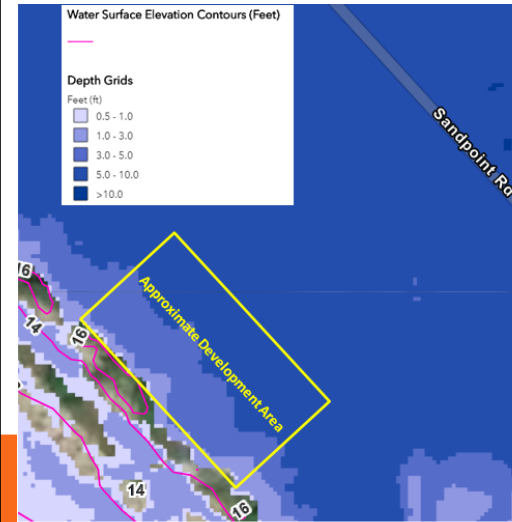 Water Surface Elevation Contours (Feet)
Depth Grids
Feet (ft)
0.5 - 1.0
1.0 - 3.0
3.0 - 5.0
5.0 - 10.0
>10.0
Sandpoint Rd
Approximate Development Area
16
14
16
14
16